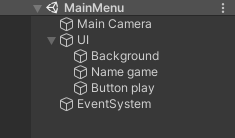 MainMenu
Main Camera
UI
Background
Name game
Button play
EventSystem